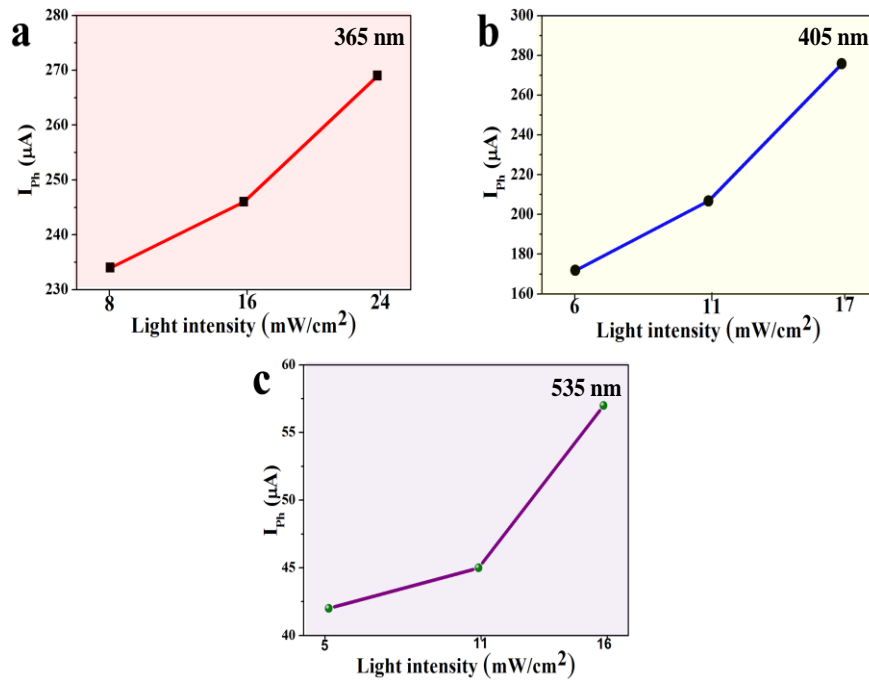 a
365 nm
280
270
260
250
240
230
I_Ph (μA)
8
16
24
Light intensity (mW/cm²)
b
405 nm
300
280
260
240
220
200
180
160
I_Ph (μA)
6
11
17
Light intensity (mW/cm²)
c
535 nm
60
55
50
45
40
I_Ph (μA)
5
11
16
Light intensity (mW/cm²)